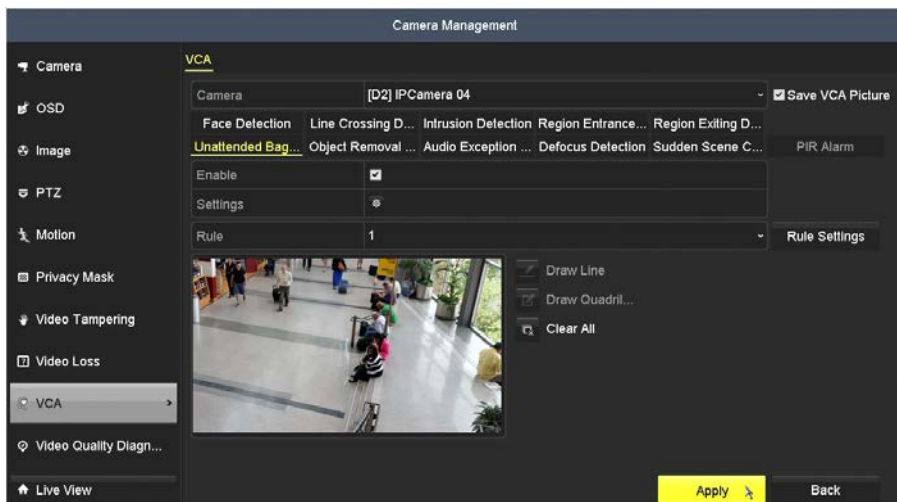 Camera Management
Camera
OSD
Image
PTZ
Motion
Privacy Mask
Video Tampering
Video Loss
VCA
Video Quality Diagn...
Live View
VCA
Camera [D2] IPCamera 04 Save VCA Picture
Face Detection Line Crossing D... Intrusion Detection Region Entrance... Region Exiting D...
Unattended Bag... Object Removal ... Audio Exception ... Defocus Detection Sudden Scene C... PIR Alarm
Enable
Settings
Rule 1 Rule Settings
Draw Line
Draw Quadril...
Clear All
Apply Back